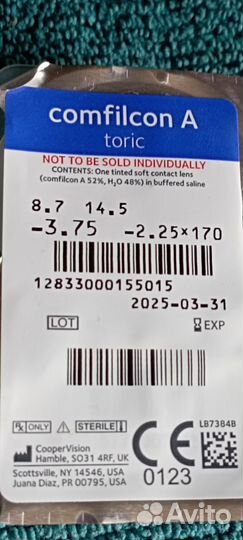 comfilcon A
toric
NOT TO BE SOLD INDIVIDUALLY
CONTENTS: One tinted soft contact lens
(comfilcon A 52%, H₂O 48%) in buffered saline
8.7 14.5
-3.75 -2.25×170
12833000155015
2025-03-31
LOT EXP
LB7384B
RX ONLY STERILE
CooperVision
Hamble, SO31 4RF, UK
Scottsville, NY 14546, USA
Juana Diaz, PR 00795, USA
CE
0123
Avito